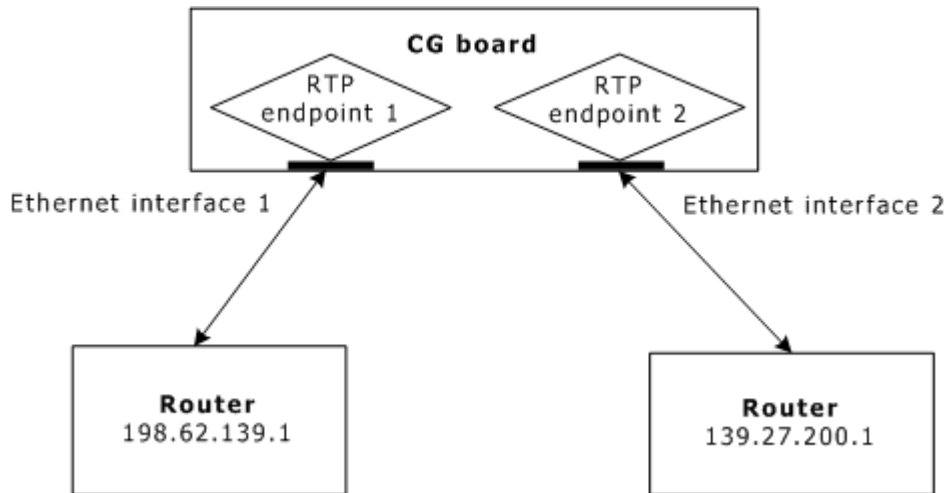 CG board
RTP
endpoint 1
RTP
endpoint 2
Ethernet interface 1
Ethernet interface 2
Router
198.62.139.1
Router
139.27.200.1